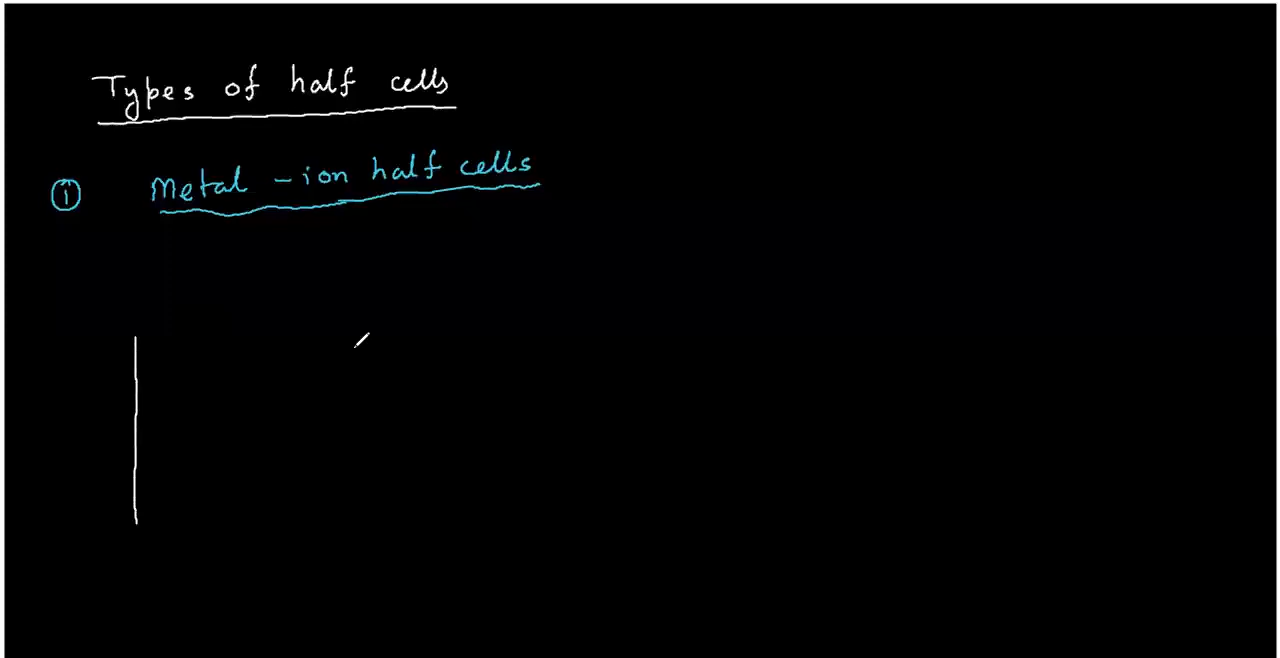 Types of half cells
① Metal - ion half cells